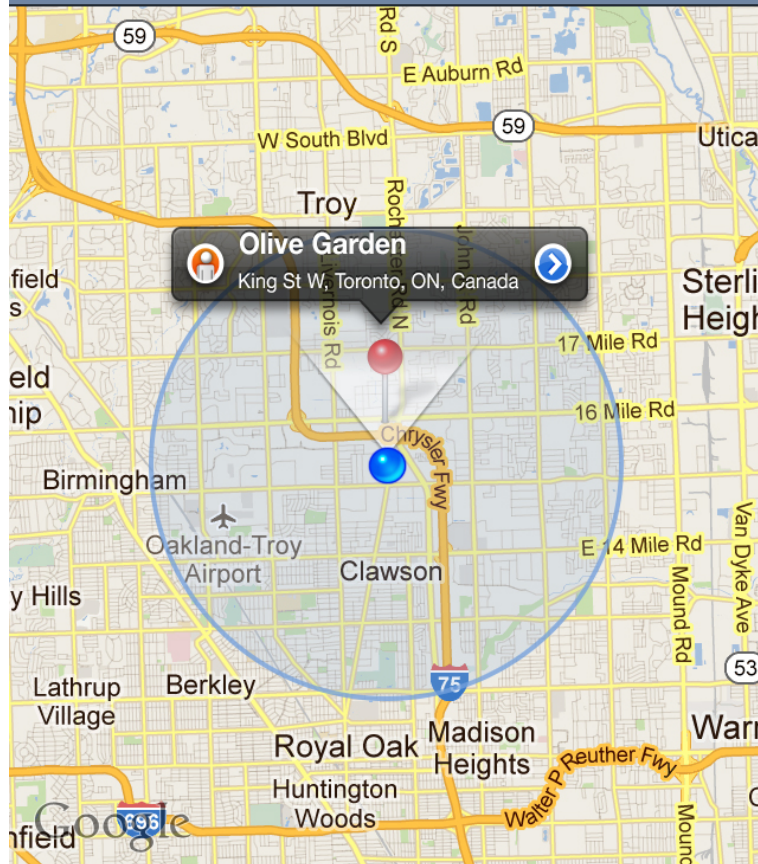 59
Rd S
E Auburn Rd
59
W South Blvd
Utica
Troy
Olive Garden
King St W, Toronto, ON, Canada
Livernois Rd
Rd N
John Rd
field
s
Sterli
Heigh
17 Mile Rd
eld
ip
16 Mile Rd
Chrysler Fwy
Birmingham
Oakland-Troy
Airport
E 14 Mile Rd
Van Dyke Ave
Clawson
y Hills
Mound Rd
53
75
Lathrup
Village
Berkley
Royal Oak
Madison
Heights
Warr
Walter P Reuther Fwy
Huntington
Woods
696
Google
nfield
Mound